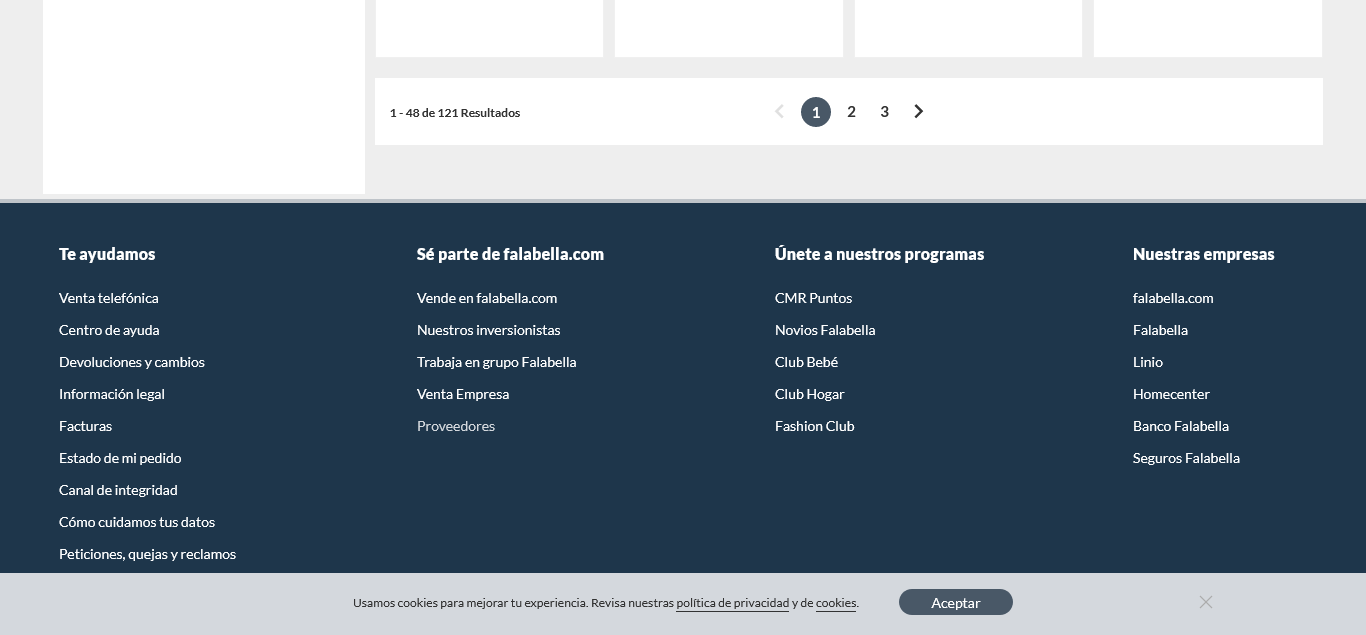 1 - 48 de 121 Resultados
1 2 3
Te ayudamos
Venta telefónica
Centro de ayuda
Devoluciones y cambios
Información legal
Facturas
Estado de mi pedido
Canal de integridad
Cómo cuidamos tus datos
Peticiones, quejas y reclamos
Sé parte de falabella.com
Vende en falabella.com
Nuestros inversionistas
Trabaja en grupo Falabella
Venta Empresa
Proveedores
Únete a nuestros programas
CMR Puntos
Novios Falabella
Club Bebé
Club Hogar
Fashion Club
Nuestras empresas
falabella.com
Falabella
Linio
Homecenter
Banco Falabella
Seguros Falabella
Usamos cookies para mejorar tu experiencia. Revisa nuestras política de privacidad y de cookies.
Aceptar